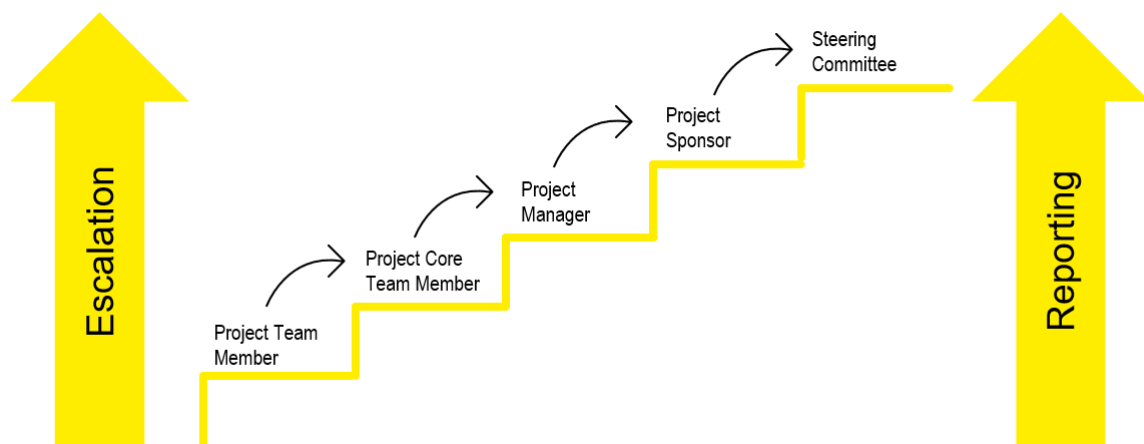 Escalation
Project Team
Member
Project Core
Team Member
Project
Manager
Project
Sponsor
Steering
Committee
Reporting